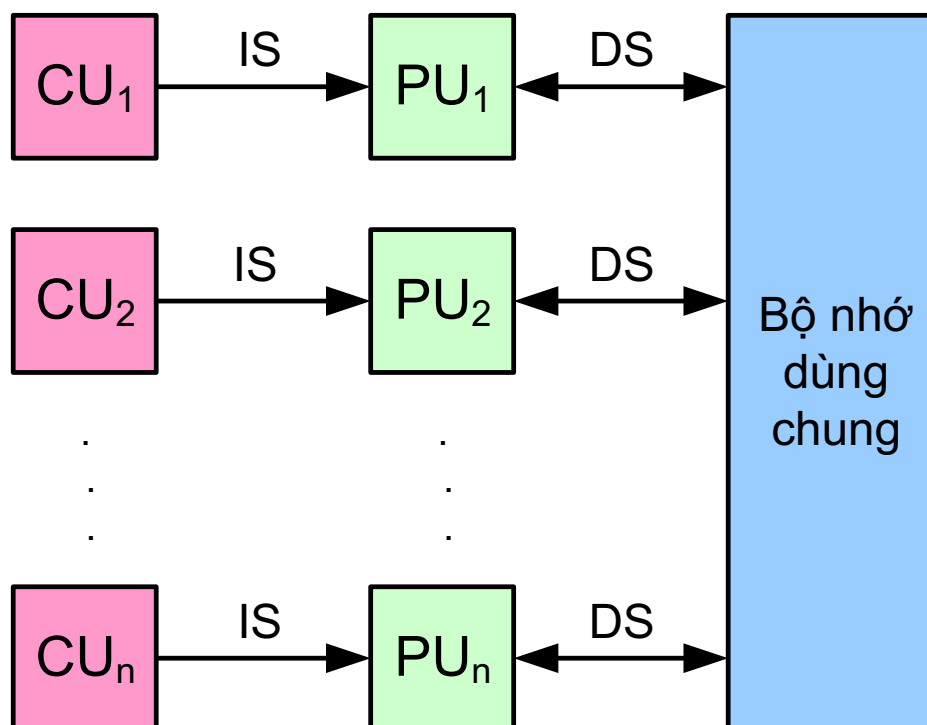 IS
DS
CU₁
PU₁
IS
DS
CU₂
PU₂
Bộ nhớ
dùng
chung
IS
DS
CUₙ
PUₙ